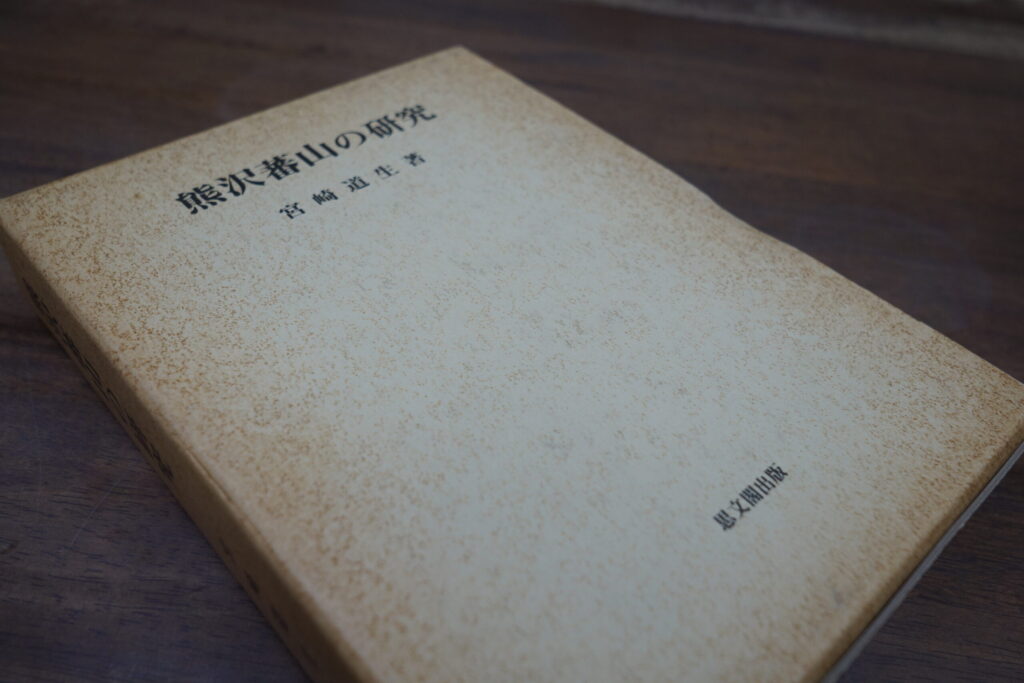 熊沢蕃山の研究
宮崎道生著
思文閣出版